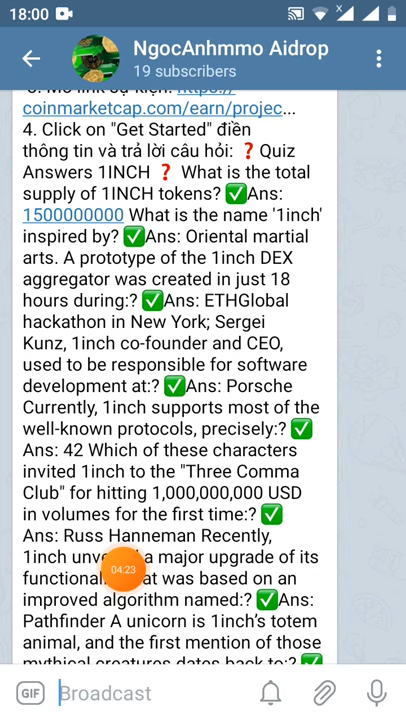 18:00
NgocAnhmmo Aidrop
19 subscribers
https://
coinmarketcap.com/earn/projec...
4. Click on "Get Started" điền
thông tin và trả lời câu hỏi: ❓ Quiz
Answers 1INCH ❓ What is the total
supply of 1INCH tokens? ✅Ans:
1500000000 What is the name '1inch'
inspired by? ✅Ans: Oriental martial
arts. A prototype of the 1inch DEX
aggregator was created in just 18
hours during:? ✅Ans: ETHGlobal
hackathon in New York; Sergei
Kunz, 1inch co-founder and CEO,
used to be responsible for software
development at:? ✅Ans: Porsche
Currently, 1inch supports most of the
well-known protocols, precisely:? ✅
Ans: 42 Which of these characters
invited 1inch to the "Three Comma
Club" for hitting 1,000,000,000 USD
in volumes for the first time:? ✅
Ans: Russ Hanneman Recently,
1inch a major upgrade of its
04:23
was based on an
improved algorithm named:? ✅Ans:
Pathfinder A unicorn is 1inch's totem
animal, and the first mention of those
mythical creatures dates back to:? ✅
GIF
Broadcast